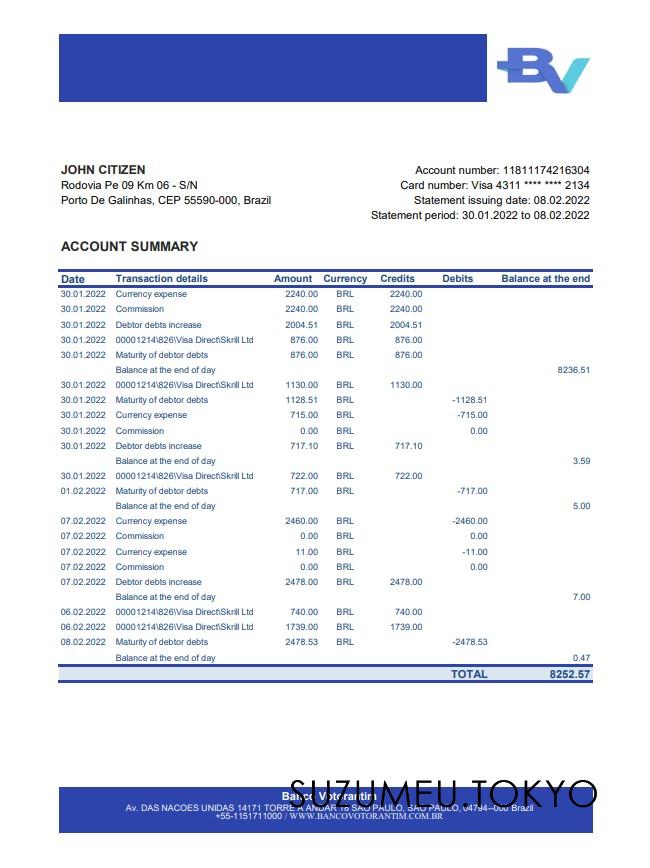 BV
JOHN CITIZEN
Rodovia Pe 09 Km 06 - S/N
Porto De Galinhas, CEP 55590-000, Brazil
Account number: 11811174216304
Card number: Visa 4311 **** **** 2134
Statement issuing date: 08.02.2022
Statement period: 30.01.2022 to 08.02.2022
ACCOUNT SUMMARY
Date Transaction details Amount Currency Credits Debits Balance at the end
30.01.2022 Currency expense 2240.00 BRL 2240.00
30.01.2022 Commission 2240.00 BRL 2240.00
30.01.2022 Debtor debts increase 2004.51 BRL 2004.51
30.01.2022 00001214\826\Visa Direct\Skrill Ltd 876.00 BRL 876.00
30.01.2022 Maturity of debtor debts 876.00 BRL 876.00
Balance at the end of day 8236.51
30.01.2022 00001214\826\Visa Direct\Skrill Ltd 1130.00 BRL 1130.00
30.01.2022 Maturity of debtor debts 1128.51 BRL -1128.51
30.01.2022 Currency expense 715.00 BRL -715.00
30.01.2022 Commission 0.00 BRL 0.00
30.01.2022 Debtor debts increase 717.10 BRL 717.10
Balance at the end of day 3.59
30.01.2022 00001214\826\Visa Direct\Skrill Ltd 722.00 BRL 722.00
01.02.2022 Maturity of debtor debts 717.00 BRL -717.00
Balance at the end of day 5.00
07.02.2022 Currency expense 2460.00 BRL -2460.00
07.02.2022 Commission 0.00 BRL 0.00
07.02.2022 Currency expense 11.00 BRL -11.00
07.02.2022 Commission 0.00 BRL 0.00
07.02.2022 Debtor debts increase 2478.00 BRL 2478.00
Balance at the end of day 7.00
06.02.2022 00001214\826\Visa Direct\Skrill Ltd 740.00 BRL 740.00
06.02.2022 00001214\826\Visa Direct\Skrill Ltd 1739.00 BRL 1739.00
08.02.2022 Maturity of debtor debts 2478.53 BRL -2478.53
Balance at the end of day 0.47
TOTAL 8252.57
SUZUMEU.TOKYO
Banco Votorantim
Av. DAS NACOES UNIDAS 14171 TORRE A ANDAR 18 SAO PAULO, SAO PAULO, 04794--000 Brazil
+55-1151711000 / WWW.BANCOVOTORANTIM.COM.BR